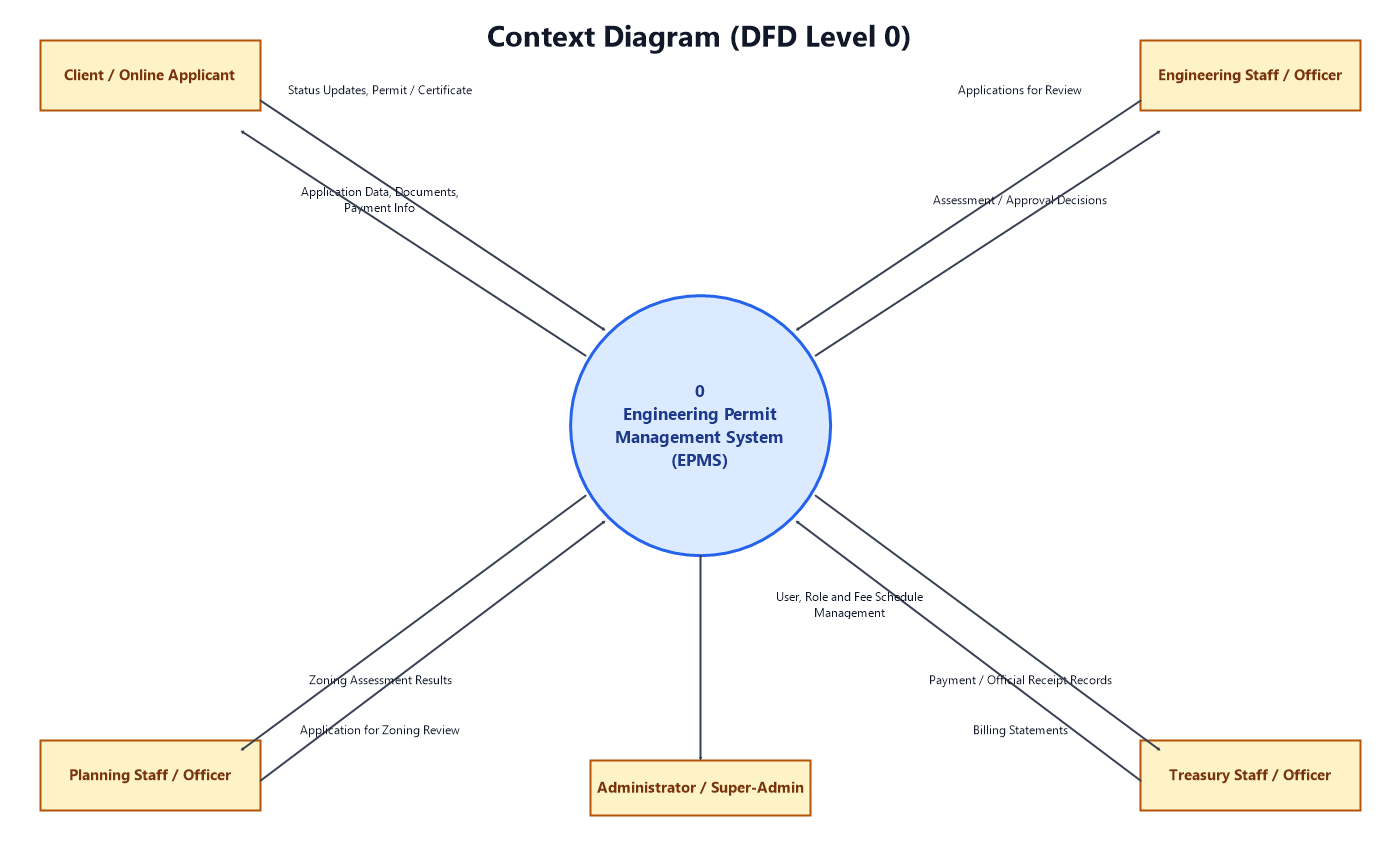 Context Diagram (DFD Level 0)
Client / Online Applicant
Engineering Staff / Officer
Status Updates, Permit / Certificate
Applications for Review
Application Data, Documents,
Payment Info
Assessment / Approval Decisions
0
Engineering Permit
Management System
(EPMS)
User, Role and Fee Schedule
Management
Zoning Assessment Results
Payment / Official Receipt Records
Application for Zoning Review
Billing Statements
Planning Staff / Officer
Administrator / Super-Admin
Treasury Staff / Officer